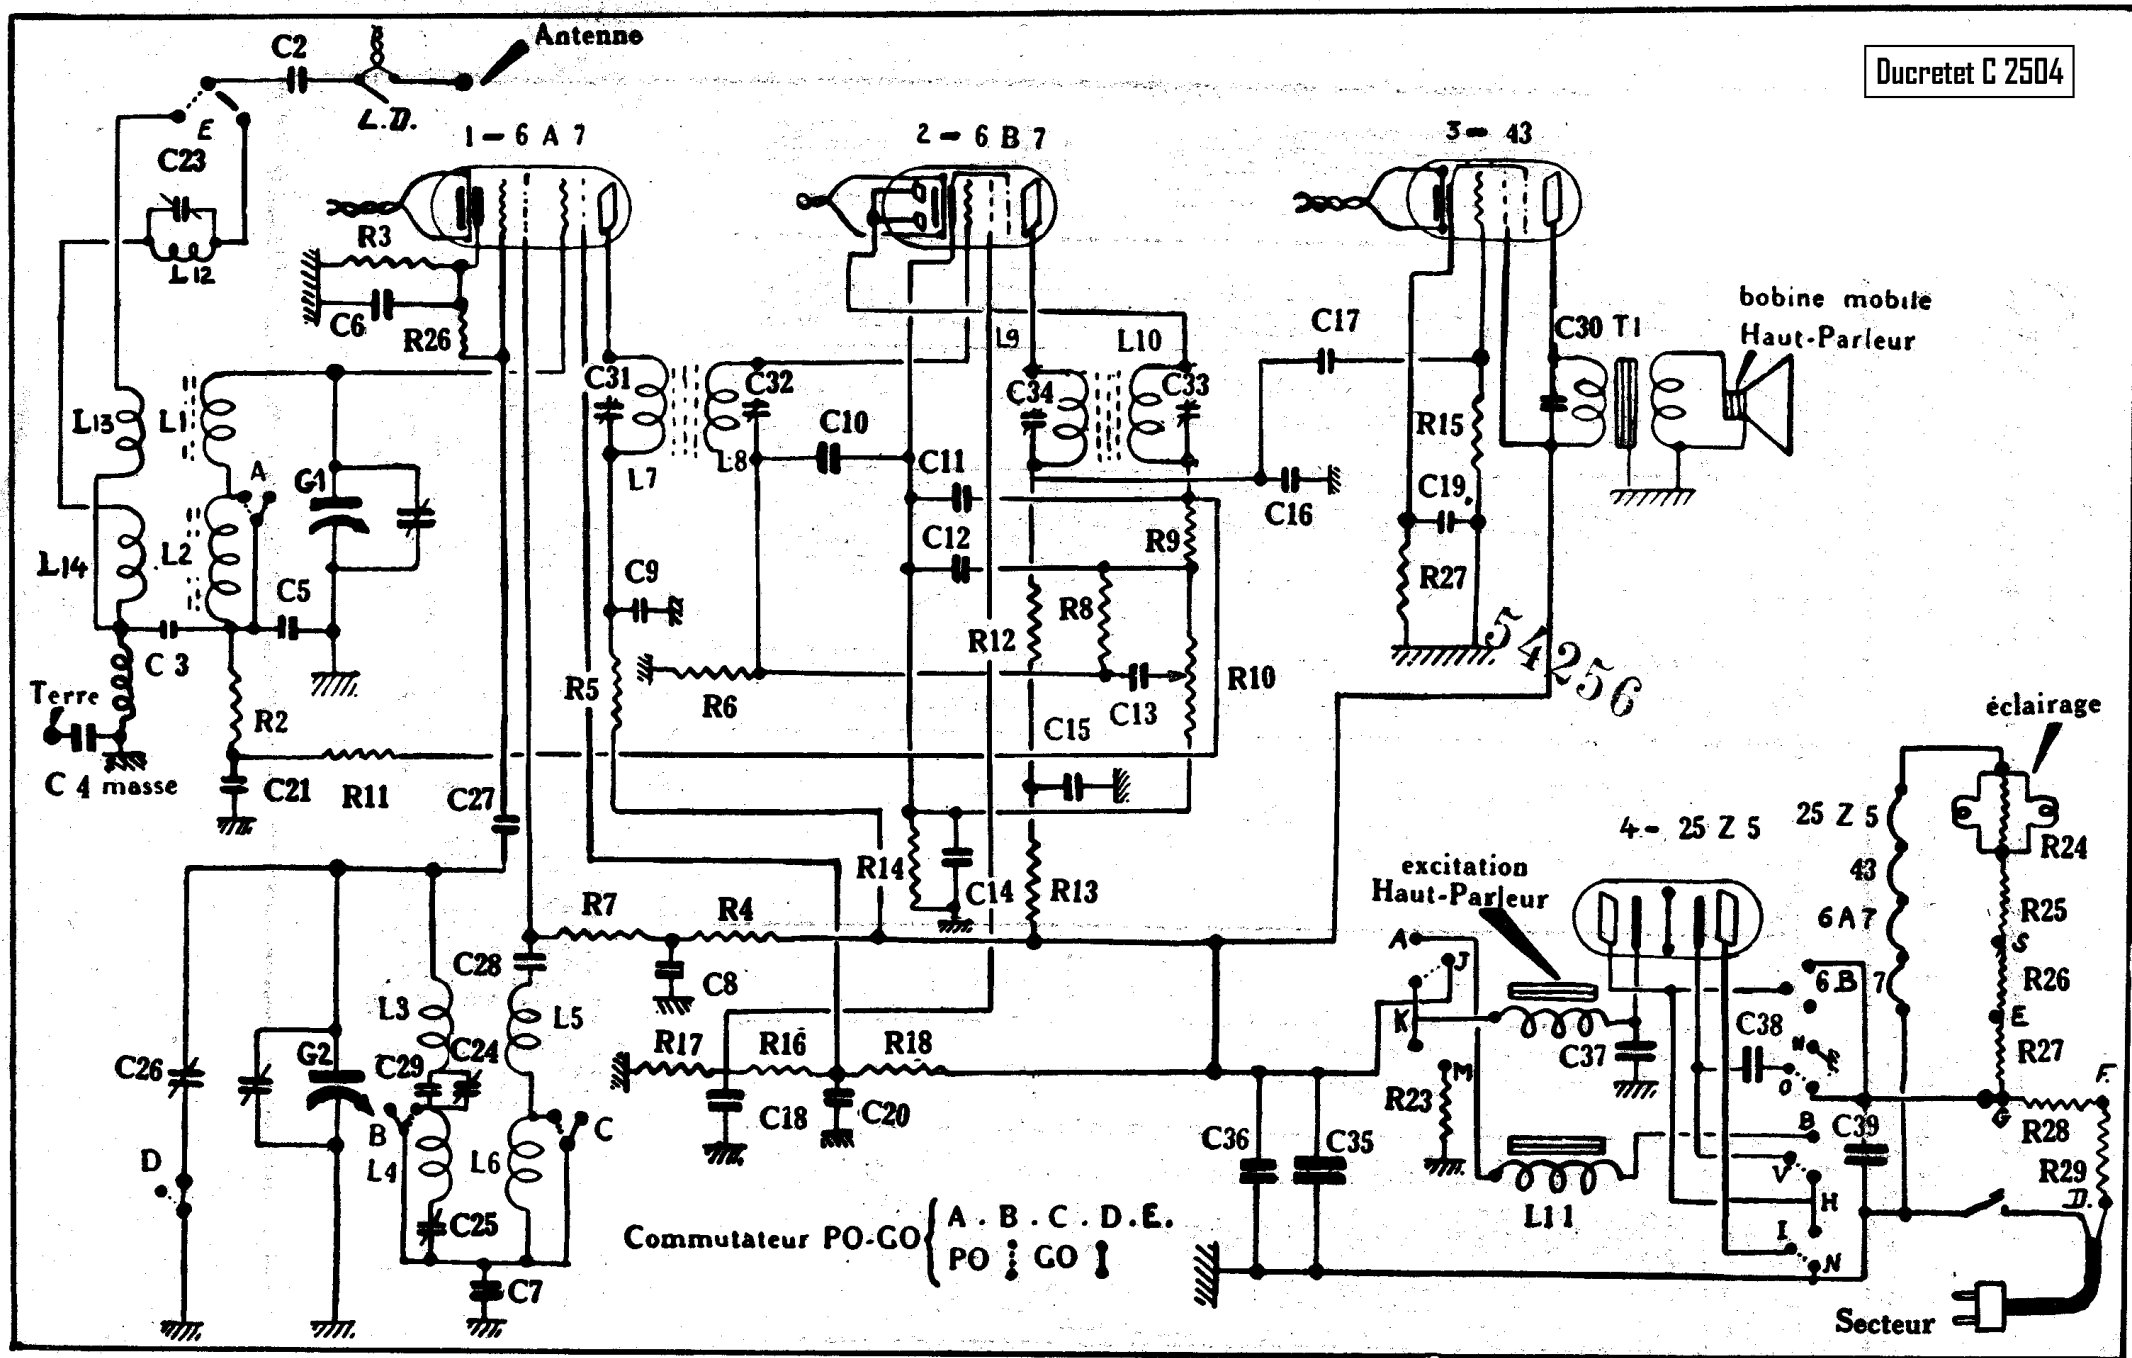 Antenne
C2
Ducretet C 2504
L.D.
E
C23
L12
1 - 6 A 7
2 - 6 B 7
3 - 43
R3
C6
R26
bobine mobile
Haut-Parleur
C17
C30 T1
L9
L10
C31
C32
C34
C33
L13
L1
A
G1
L7
L8
C10
C11
R15
C19
C16
L14
L2
C5
C9
C12
R9
R8
R12
R27
C 3
Terre
R2
R5
R6
C13
R10
54256
C15
éclairage
C 4 masse
C21
R11
C27
4 - 25 Z 5
25 Z 5
R24
43
excitation
Haut-Parleur
R14
C14
R13
6 A 7
R25
R7
R4
A
J
S
C28
C8
6 B 7
R26
L3
L5
K
C37
C38
N
E
R27
R17
R16
R18
C26
G2
C29
C24
M
O
F.
R23
C18
C20
B
C39
G
R28
B
L4
L6
C
C36
C35
V
R29
D
H
D.
C25
L11
I
N
Commutateur PO-GO
A . B . C . D . E.
PO
GO
C7
Secteur